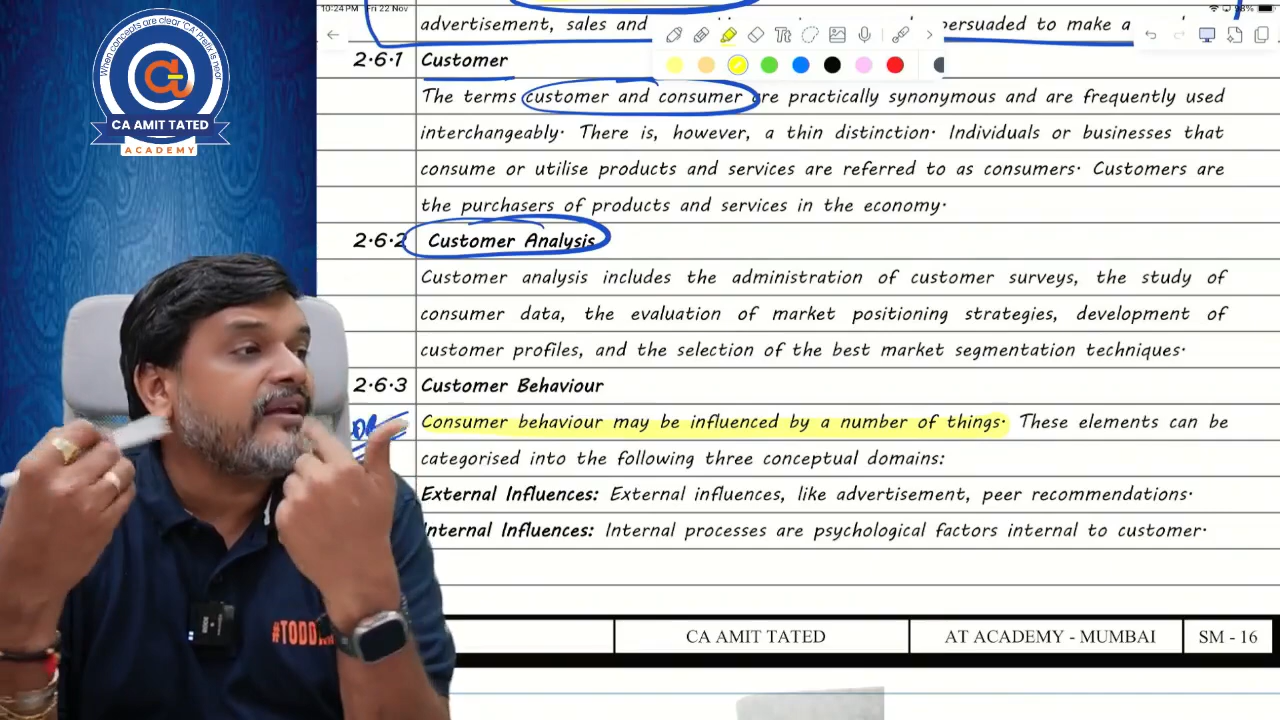 10:24 PM Fri 22 Nov
98%
advertisement, sales and
persuaded to make a
When concepts are clear 'CA' Prefix is near
CA AMIT TATED
ACADEMY
2.6.1 Customer
The terms customer and consumer are practically synonymous and are frequently used
interchangeably. There is, however, a thin distinction. Individuals or businesses that
consume or utilise products and services are referred to as consumers. Customers are
the purchasers of products and services in the economy.
2.6.2 Customer Analysis
Customer analysis includes the administration of customer surveys, the study of
consumer data, the evaluation of market positioning strategies, development of
customer profiles, and the selection of the best market segmentation techniques.
2.6.3 Customer Behaviour
Consumer behaviour may be influenced by a number of things. These elements can be
categorised into the following three conceptual domains:
External Influences: External influences, like advertisement, peer recommendations.
Internal Influences: Internal processes are psychological factors internal to customer.
CA AMIT TATED
AT ACADEMY - MUMBAI
SM - 16